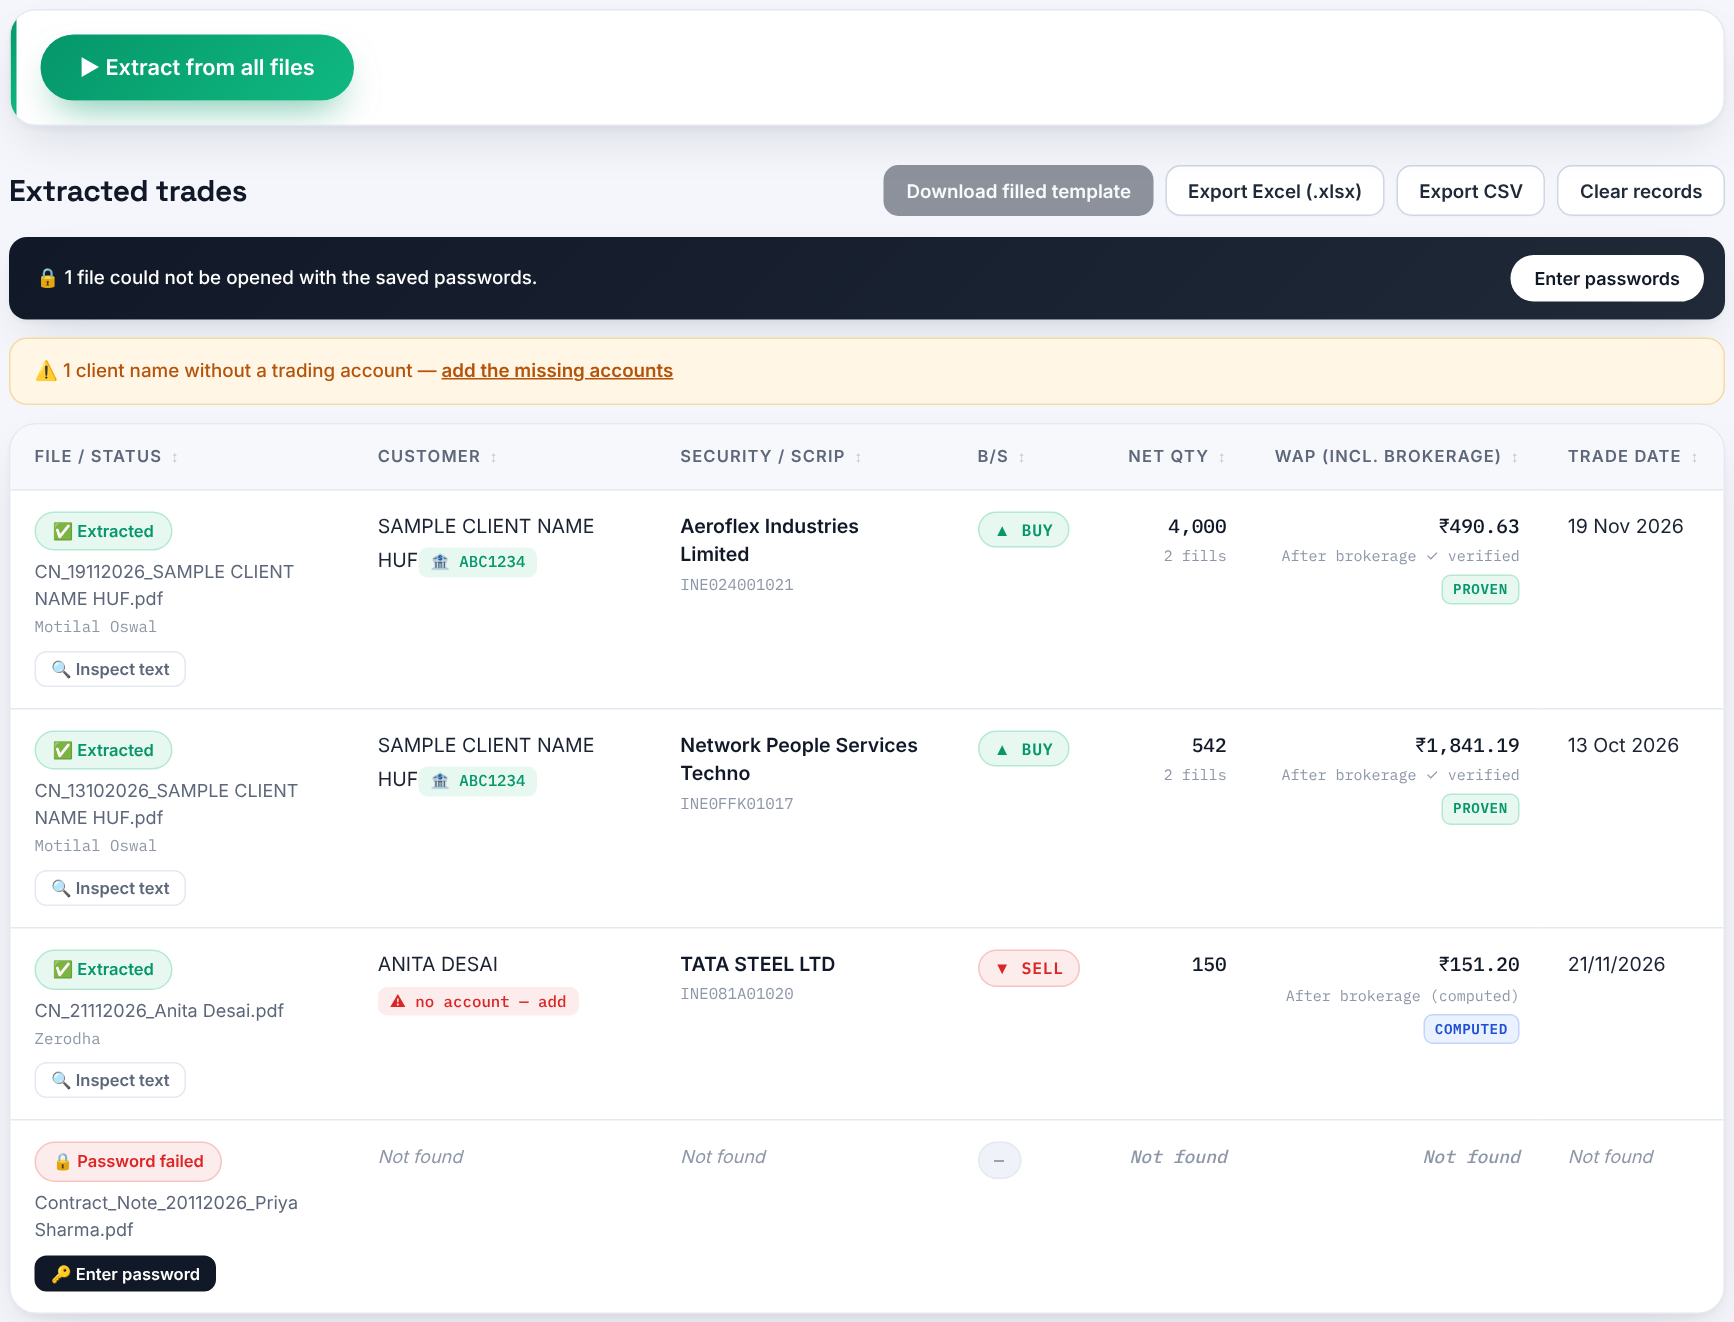 ▶ Extract from all files
Extracted trades
Download filled template
Export Excel (.xlsx)
Export CSV
Clear records
🔒 1 file could not be opened with the saved passwords.
Enter passwords
⚠️ 1 client name without a trading account — add the missing accounts
FILE / STATUS ↕ CUSTOMER ↕ SECURITY / SCRIP ↕ B/S ↕ NET QTY ↕ WAP (INCL. BROKERAGE) ↕ TRADE DATE ↕
✅ Extracted
CN_19112026_SAMPLE CLIENT
NAME HUF.pdf
Motilal Oswal
🔍 Inspect text
SAMPLE CLIENT NAME
HUF 🏦 ABC1234
Aeroflex Industries
Limited
INE024001021
▲ BUY
4,000
2 fills
₹490.63
After brokerage ✓ verified
PROVEN
19 Nov 2026
✅ Extracted
CN_13102026_SAMPLE CLIENT
NAME HUF.pdf
Motilal Oswal
🔍 Inspect text
SAMPLE CLIENT NAME
HUF 🏦 ABC1234
Network People Services
Techno
INE0FFK01017
▲ BUY
542
2 fills
₹1,841.19
After brokerage ✓ verified
PROVEN
13 Oct 2026
✅ Extracted
CN_21112026_Anita Desai.pdf
Zerodha
🔍 Inspect text
ANITA DESAI
⚠ no account — add
TATA STEEL LTD
INE081A01020
▼ SELL
150
₹151.20
After brokerage (computed)
COMPUTED
21/11/2026
🔒 Password failed
Contract_Note_20112026_Priya
Sharma.pdf
🔑 Enter password
Not found
Not found
—
Not found
Not found
Not found